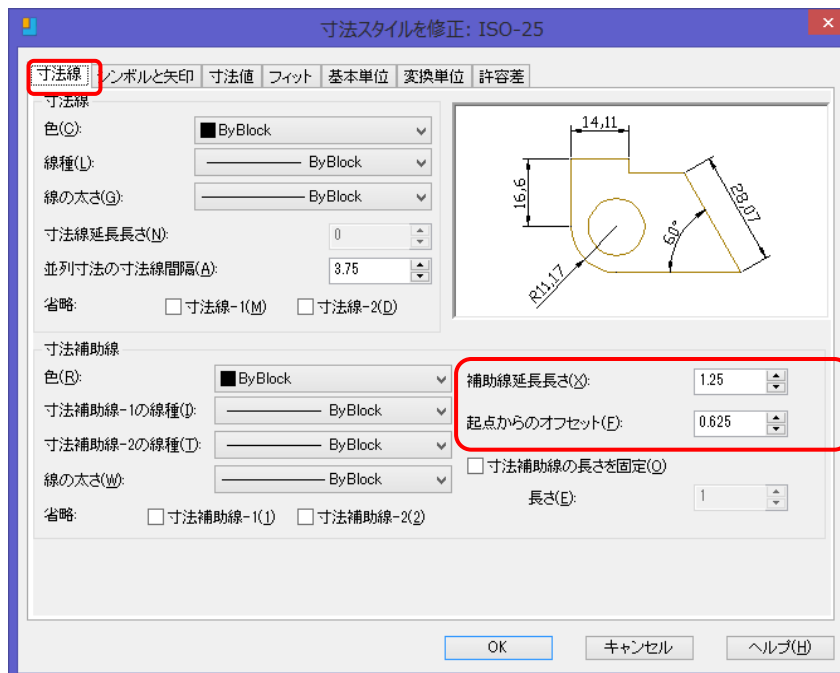 寸法スタイルを修正: ISO-25
寸法線 シンボルと矢印 寸法値 フィット 基本単位 変換単位 許容差
寸法線
色(C): ByBlock
線種(L): ByBlock
線の太さ(G): ByBlock
寸法線延長長さ(N): 0
並列寸法の寸法線間隔(A): 3.75
省略: 寸法線-1(M) 寸法線-2(D)
14,11
16,6
28,07
60°
R11,17
寸法補助線
色(R): ByBlock
寸法補助線-1の線種(I): ByBlock
寸法補助線-2の線種(T): ByBlock
線の太さ(W): ByBlock
省略: 寸法補助線-1(1) 寸法補助線-2(2)
補助線延長長さ(X): 1.25
起点からのオフセット(F): 0.625
寸法補助線の長さを固定(O)
長さ(E): 1
OK キャンセル ヘルプ(H)